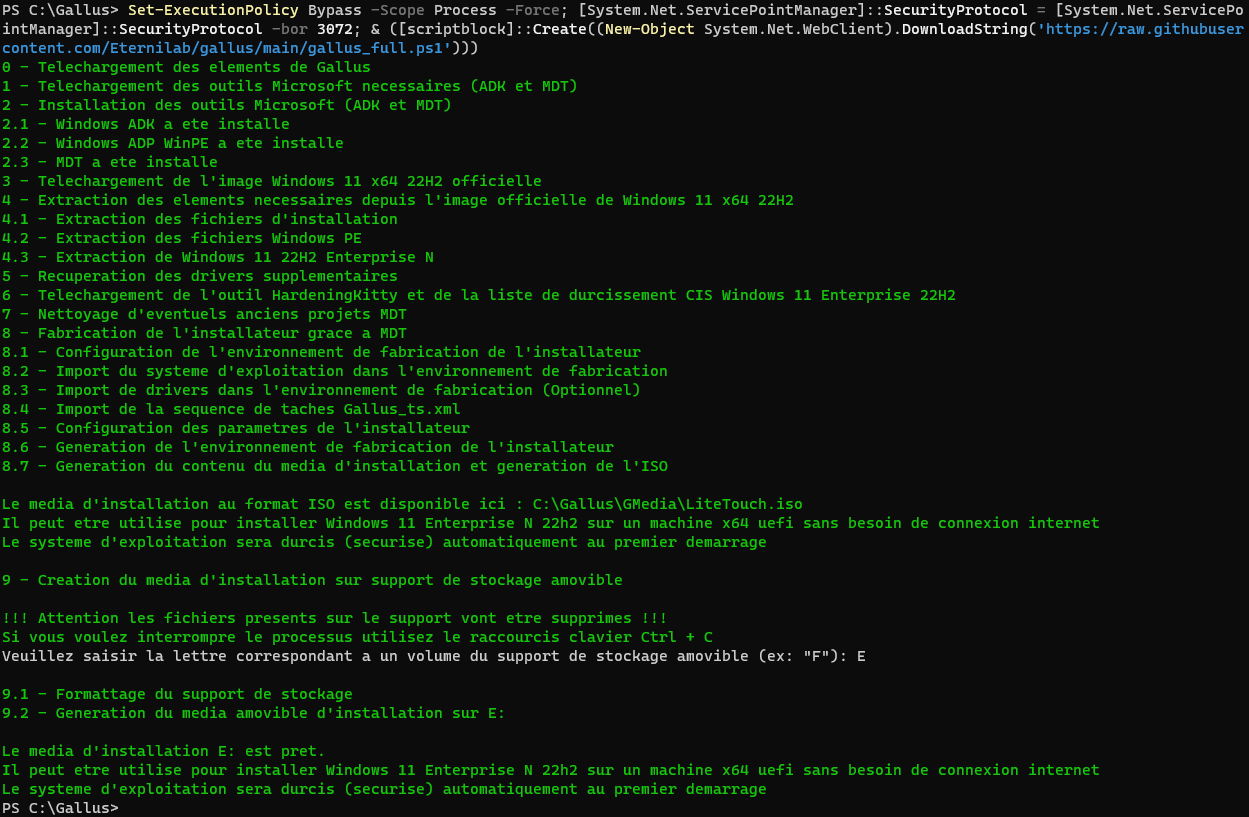 PS C:\Gallus> Set-ExecutionPolicy Bypass -Scope Process -Force; [System.Net.ServicePointManager]::SecurityProtocol = [System.Net.ServicePo
intManager]::SecurityProtocol -bor 3072; & ([scriptblock]::Create((New-Object System.Net.WebClient).DownloadString('https://raw.githubuser
content.com/Eternilab/gallus/main/gallus_full.ps1')))
0 - Telechargement des elements de Gallus
1 - Telechargement des outils Microsoft necessaires (ADK et MDT)
2 - Installation des outils Microsoft (ADK et MDT)
2.1 - Windows ADK a ete installe
2.2 - Windows ADP WinPE a ete installe
2.3 - MDT a ete installe
3 - Telechargement de l'image Windows 11 x64 22H2 officielle
4 - Extraction des elements necessaires depuis l'image officielle de Windows 11 x64 22H2
4.1 - Extraction des fichiers d'installation
4.2 - Extraction des fichiers Windows PE
4.3 - Extraction de Windows 11 22H2 Enterprise N
5 - Recuperation des drivers supplementaires
6 - Telechargement de l'outil HardeningKitty et de la liste de durcissement CIS Windows 11 Enterprise 22H2
7 - Nettoyage d'eventuels anciens projets MDT
8 - Fabrication de l'installateur grace a MDT
8.1 - Configuration de l'environnement de fabrication de l'installateur
8.2 - Import du systeme d'exploitation dans l'environnement de fabrication
8.3 - Import de drivers dans l'environnement de fabrication (Optionnel)
8.4 - Import de la sequence de taches Gallus_ts.xml
8.5 - Configuration des parametres de l'installateur
8.6 - Generation de l'environnement de fabrication de l'installateur
8.7 - Generation du contenu du media d'installation et generation de l'ISO
Le media d'installation au format ISO est disponible ici : C:\Gallus\GMedia\LiteTouch.iso
Il peut etre utilise pour installer Windows 11 Enterprise N 22h2 sur un machine x64 uefi sans besoin de connexion internet
Le systeme d'exploitation sera durcis (securise) automatiquement au premier demarrage
9 - Creation du media d'installation sur support de stockage amovible
!!! Attention les fichiers presents sur le support vont etre supprimes !!!
Si vous voulez interrompre le processus utilisez le raccourcis clavier Ctrl + C
Veuillez saisir la lettre correspondant a un volume du support de stockage amovible (ex: "F"): E
9.1 - Formattage du support de stockage
9.2 - Generation du media amovible d'installation sur E:
Le media d'installation E: est pret.
Il peut etre utilise pour installer Windows 11 Enterprise N 22h2 sur un machine x64 uefi sans besoin de connexion internet
Le systeme d'exploitation sera durcis (securise) automatiquement au premier demarrage
PS C:\Gallus>